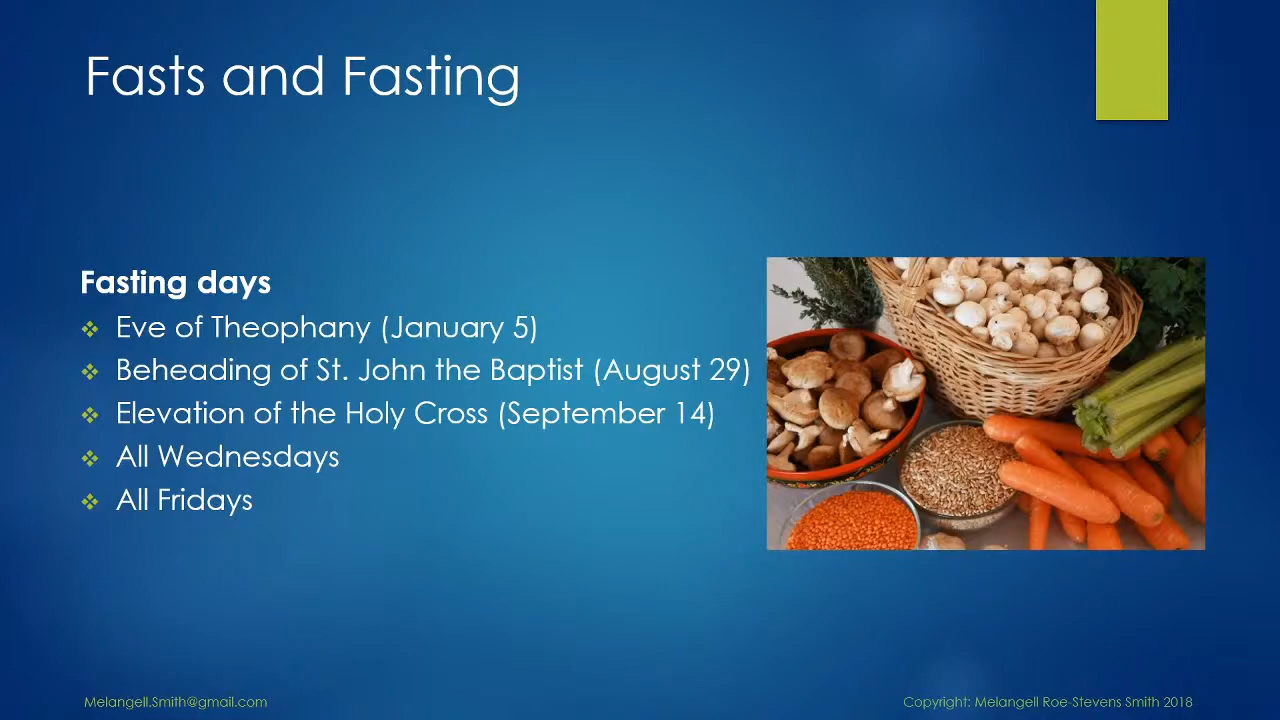 Fasts and Fasting
Fasting days
Eve of Theophany (January 5)
Beheading of St. John the Baptist (August 29)
Elevation of the Holy Cross (September 14)
All Wednesdays
All Fridays
Melangell.Smith@gmail.com
Copyright: Melangell Roe-Stevens Smith 2018